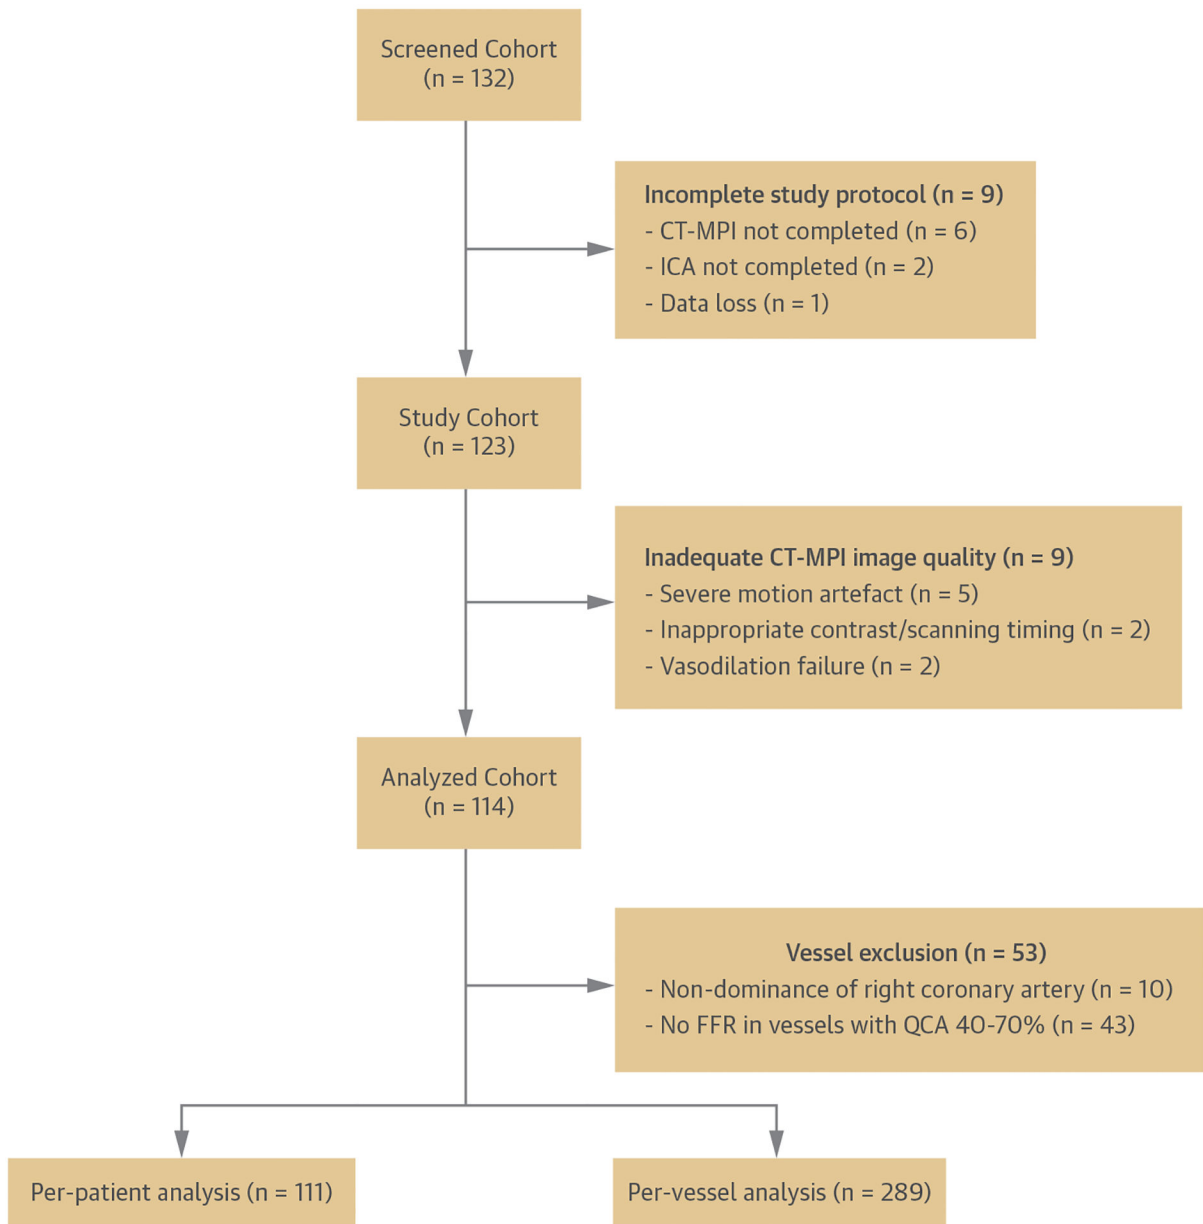 Screened Cohort
(n = 132)
Incomplete study protocol (n = 9)
- CT-MPI not completed (n = 6)
- ICA not completed (n = 2)
- Data loss (n = 1)
Study Cohort
(n = 123)
Inadequate CT-MPI image quality (n = 9)
- Severe motion artefact (n = 5)
- Inappropriate contrast/scanning timing (n = 2)
- Vasodilation failure (n = 2)
Analyzed Cohort
(n = 114)
Vessel exclusion (n = 53)
- Non-dominance of right coronary artery (n = 10)
- No FFR in vessels with QCA 40-70% (n = 43)
Per-patient analysis (n = 111)
Per-vessel analysis (n = 289)